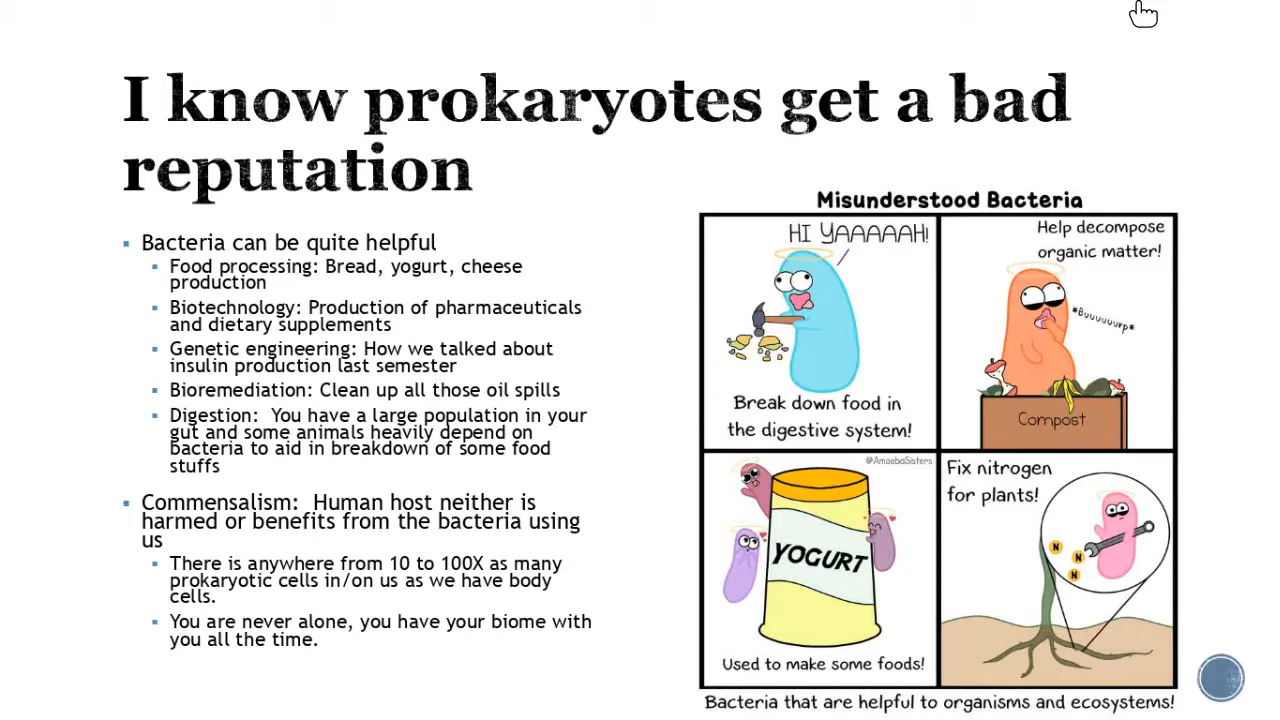 I know prokaryotes get a bad
reputation
Bacteria can be quite helpful
Food processing: Bread, yogurt, cheese
production
Biotechnology: Production of pharmaceuticals
and dietary supplements
Genetic engineering: How we talked about
insulin production last semester
Bioremediation: Clean up all those oil spills
Digestion: You have a large population in your
gut and some animals heavily depend on
bacteria to aid in breakdown of some food
stuffs
Commensalism: Human host neither is
harmed or benefits from the bacteria using
us
There is anywhere from 10 to 100X as many
prokaryotic cells in/on us as we have body
cells.
You are never alone, you have your biome with
you all the time.
Misunderstood Bacteria
HI YAAAAAH!
Break down food in
the digestive system!
Help decompose
organic matter!
*Buuuuuurp*
Compost
@AmoebaSisters
YOGURT
Used to make some foods!
Fix nitrogen
for plants!
N
N
N
Bacteria that are helpful to organisms and ecosystems!